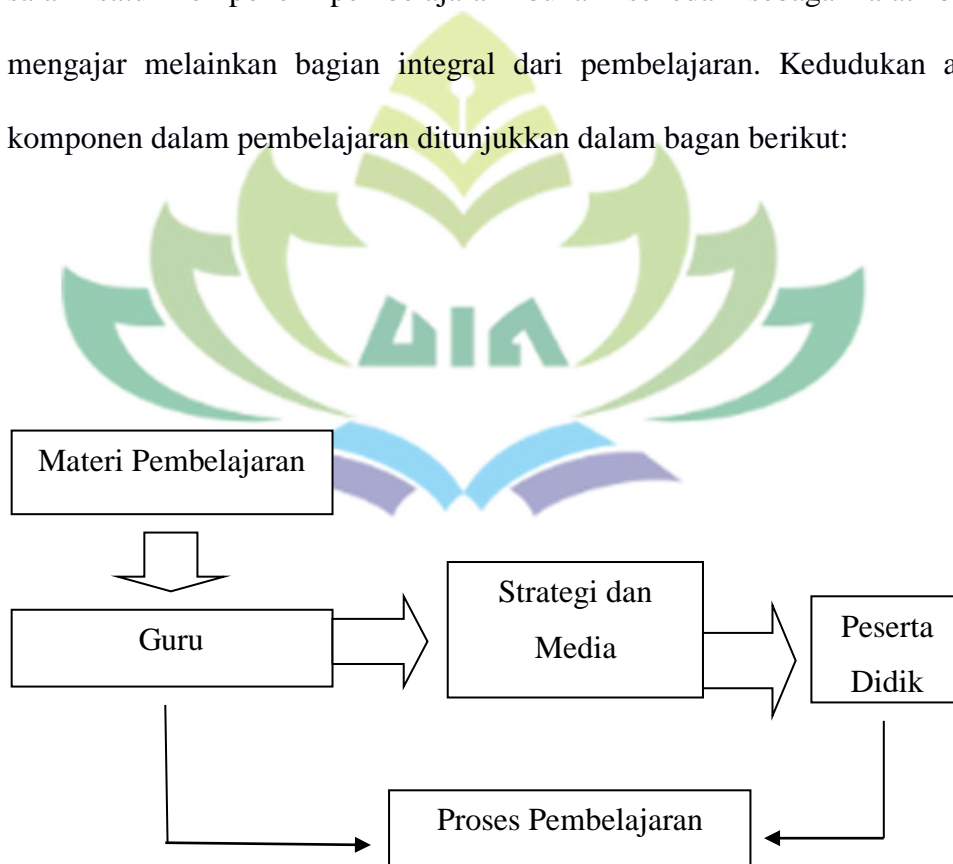 mengajar melainkan bagian integral dari pembelajaran. Kedudukan
komponen dalam pembelajaran ditunjukkan dalam bagan berikut:
UIN
Materi Pembelajaran
Guru
Strategi dan
Media
Peserta
Didik
Proses Pembelajaran